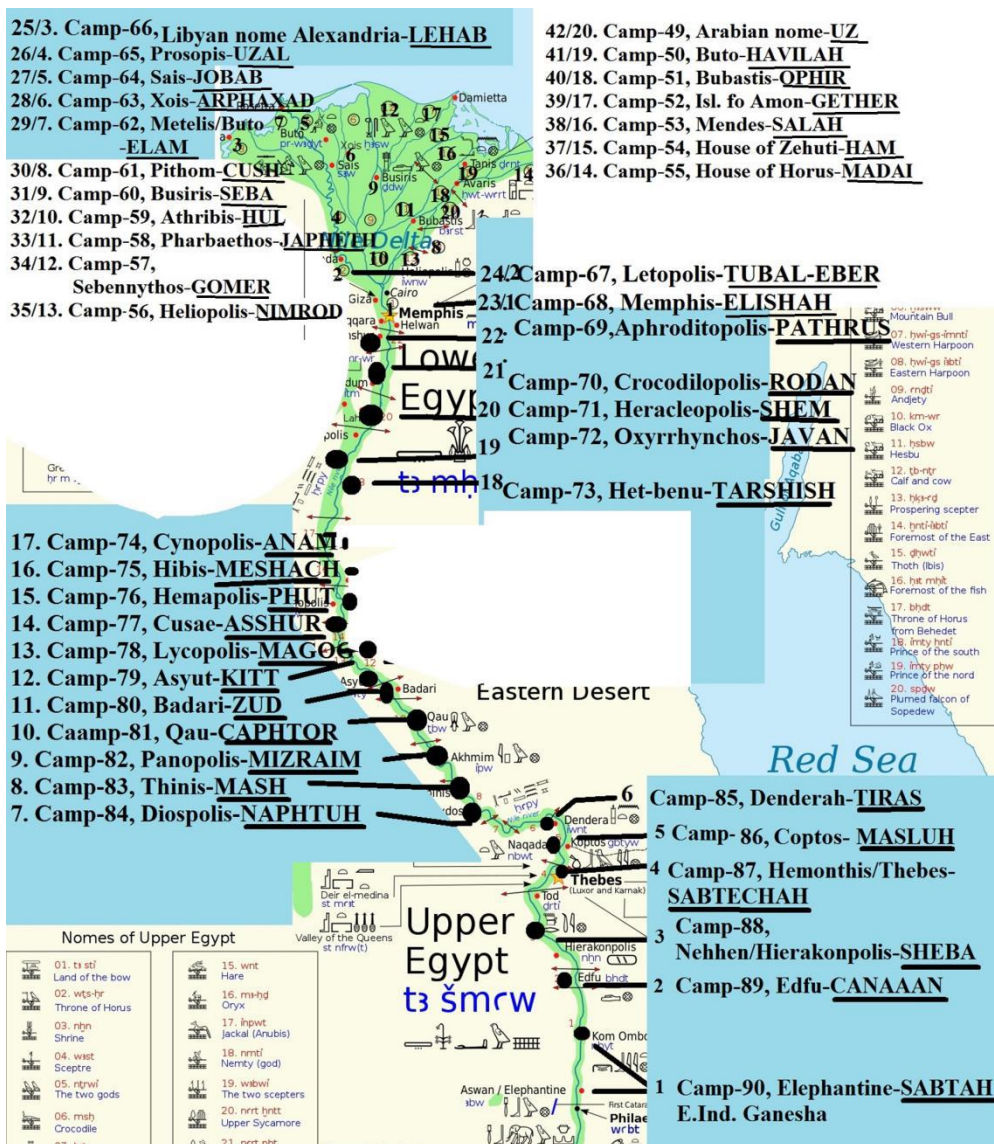 25/3. Camp-66, Libyan nome Alexandria-LEHAB
26/4. Camp-65, Prosopis-UZAL
27/5. Camp-64, Sais-JOBAB
28/6. Camp-63, Xois-ARPHAXAD
29/7. Camp-62, Metelis/Buto
-ELAM
30/8. Camp-61, Pithom-CUSH
31/9. Camp-60, Busiris-SEBA
32/10. Camp-59, Athribis-HUL
33/11. Camp-58, Pharbaethos-JAPHETH
34/12. Camp-57,
Sebennythos-GOMER
35/13. Camp-56, Heliopolis-NIMROD
42/20. Camp-49, Arabian nome-UZ
41/19. Camp-50, Buto-HAVILAH
40/18. Camp-51, Bubastis-OPHIR
39/17. Camp-52, Isl. fo Amon-GETHER
38/16. Camp-53, Mendes-SALAH
37/15. Camp-54, House of Zehuti-HAM
36/14. Camp-55, House of Horus-MADAI
Damietta
Buto
Xois
Sais
Busiris
Tanis
Avaris
Bubastis
Nile Delta
Cairo
Giza
Memphis
Helwan
24/2 Camp-67, Letopolis-TUBAL-EBER
23/1 Camp-68, Memphis-ELISHAH
22 Camp-69,Aphroditopolis-PATHRUS
21
Camp-70, Crocodilopolis-RODAN
20 Camp-71, Heracleopolis-SHEM
19 Camp-72, Oxyrrhynchos-JAVAN
18 Camp-73, Het-benu-TARSHISH
Lowe
Egyp
17. Camp-74, Cynopolis-ANAM
16. Camp-75, Hibis-MESHACH
15. Camp-76, Hemapolis-PHUT
14. Camp-77, Cusae-ASSHUR
13. Camp-78, Lycopolis-MAGOG
12. Camp-79, Asyut-KITT
11. Camp-80, Badari-ZUD
10. Caamp-81, Qau-CAPHTOR
9. Camp-82, Panopolis-MIZRAIM
8. Camp-83, Thinis-MASH
7. Camp-84, Diospolis-NAPHTUH
Mountain Bull
07. ḥwỉ-gs-ỉmntỉ
Western Harpoon
08. ḥwỉ-gs ỉꜣbtỉ
Eastern Harpoon
09. ꜥnḏtỉ
Andjety
10. km-wr
Black Ox
11. ḥsbw
Hesbu
12. ṯb-nṯr
Calf and cow
13. ḥḳꜣ-ꜥḏ
Prospering scepter
14. ḫntỉ-ỉꜣbtỉ
Foremost of the East
15. ḏḥwtỉ
Thoth (Ibis)
16. ḥꜣt mḥỉt
Foremost of the fish
17. bḥdt
Throne of Horus
from Behedet
18. ỉmty ḫntỉ
Prince of the south
19. ỉmty pḥw
Prince of the nord
20. spdw
Plumed falcon of
Sopedew
Badari
Qau
Akhmim
Eastern Desert
Red Sea
Dendera
Naqada
Koptos
Thebes
(Luxor and Karnak)
Tod
Deir el-medina
Valley of the Queens
Hierakonpolis
Edfu
Kom Ombo
Aswan / Elephantine
Philae
Upper
Egypt
tꜣ šmꜥw
6 Camp-85, Denderah-TIRAS
5 Camp- 86, Coptos- MASLUH
4 Camp-87, Hemonthis/Thebes-
SABTECHAH
3 Camp-88,
Nehhen/Hierakonpolis-SHEBA
2 Camp-89, Edfu-CANAAAN
1 Camp-90, Elephantine-SABTAH
E.Ind. Ganesha
Nomes of Upper Egypt
01. tꜣ stỉ
Land of the bow
02. wṯs-ḥr
Throne of Horus
03. nḫn
Shrine
04. wꜣst
Sceptre
05. nṯrwỉ
The two gods
06. msḥ
Crocodile
15. wnt
Hare
16. mꜣ-ḥḏ
Oryx
17. ỉnpwt
Jackal (Anubis)
18. nmtỉ
Nemty (god)
19. wꜣbwỉ
The two scepters
20. nꜥrt ḫntt
Upper Sycamore